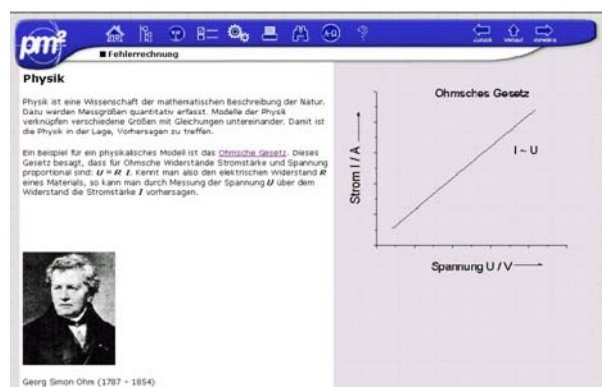 pm²
zurück
verlauf
vorwärts
Fehlerrechnung
Physik
Physik ist eine Wissenschaft der mathematischen Beschreibung der Natur.
Dazu werden Messgrößen quantitativ erfasst. Modelle der Physik
verknüpfen verschiedene Größen mit Gleichungen untereinander. Damit ist
die Physik in der Lage, Vorhersagen zu treffen.
Ein Beispiel für ein physikalisches Modell ist das Ohmsche Gesetz. Dieses
Gesetz besagt, dass für Ohmsche Widerstände Stromstärke und Spannung
proportional sind: U = R I. Kennt man also den elektrischen Widerstand R
eines Materials, so kann man durch Messung der Spannung U über dem
Widerstand die Stromstärke I vorhersagen.
Georg Simon Ohm (1787 - 1854)
Ohmsches Gesetz
I ~ U
Strom I / A
Spannung U / V